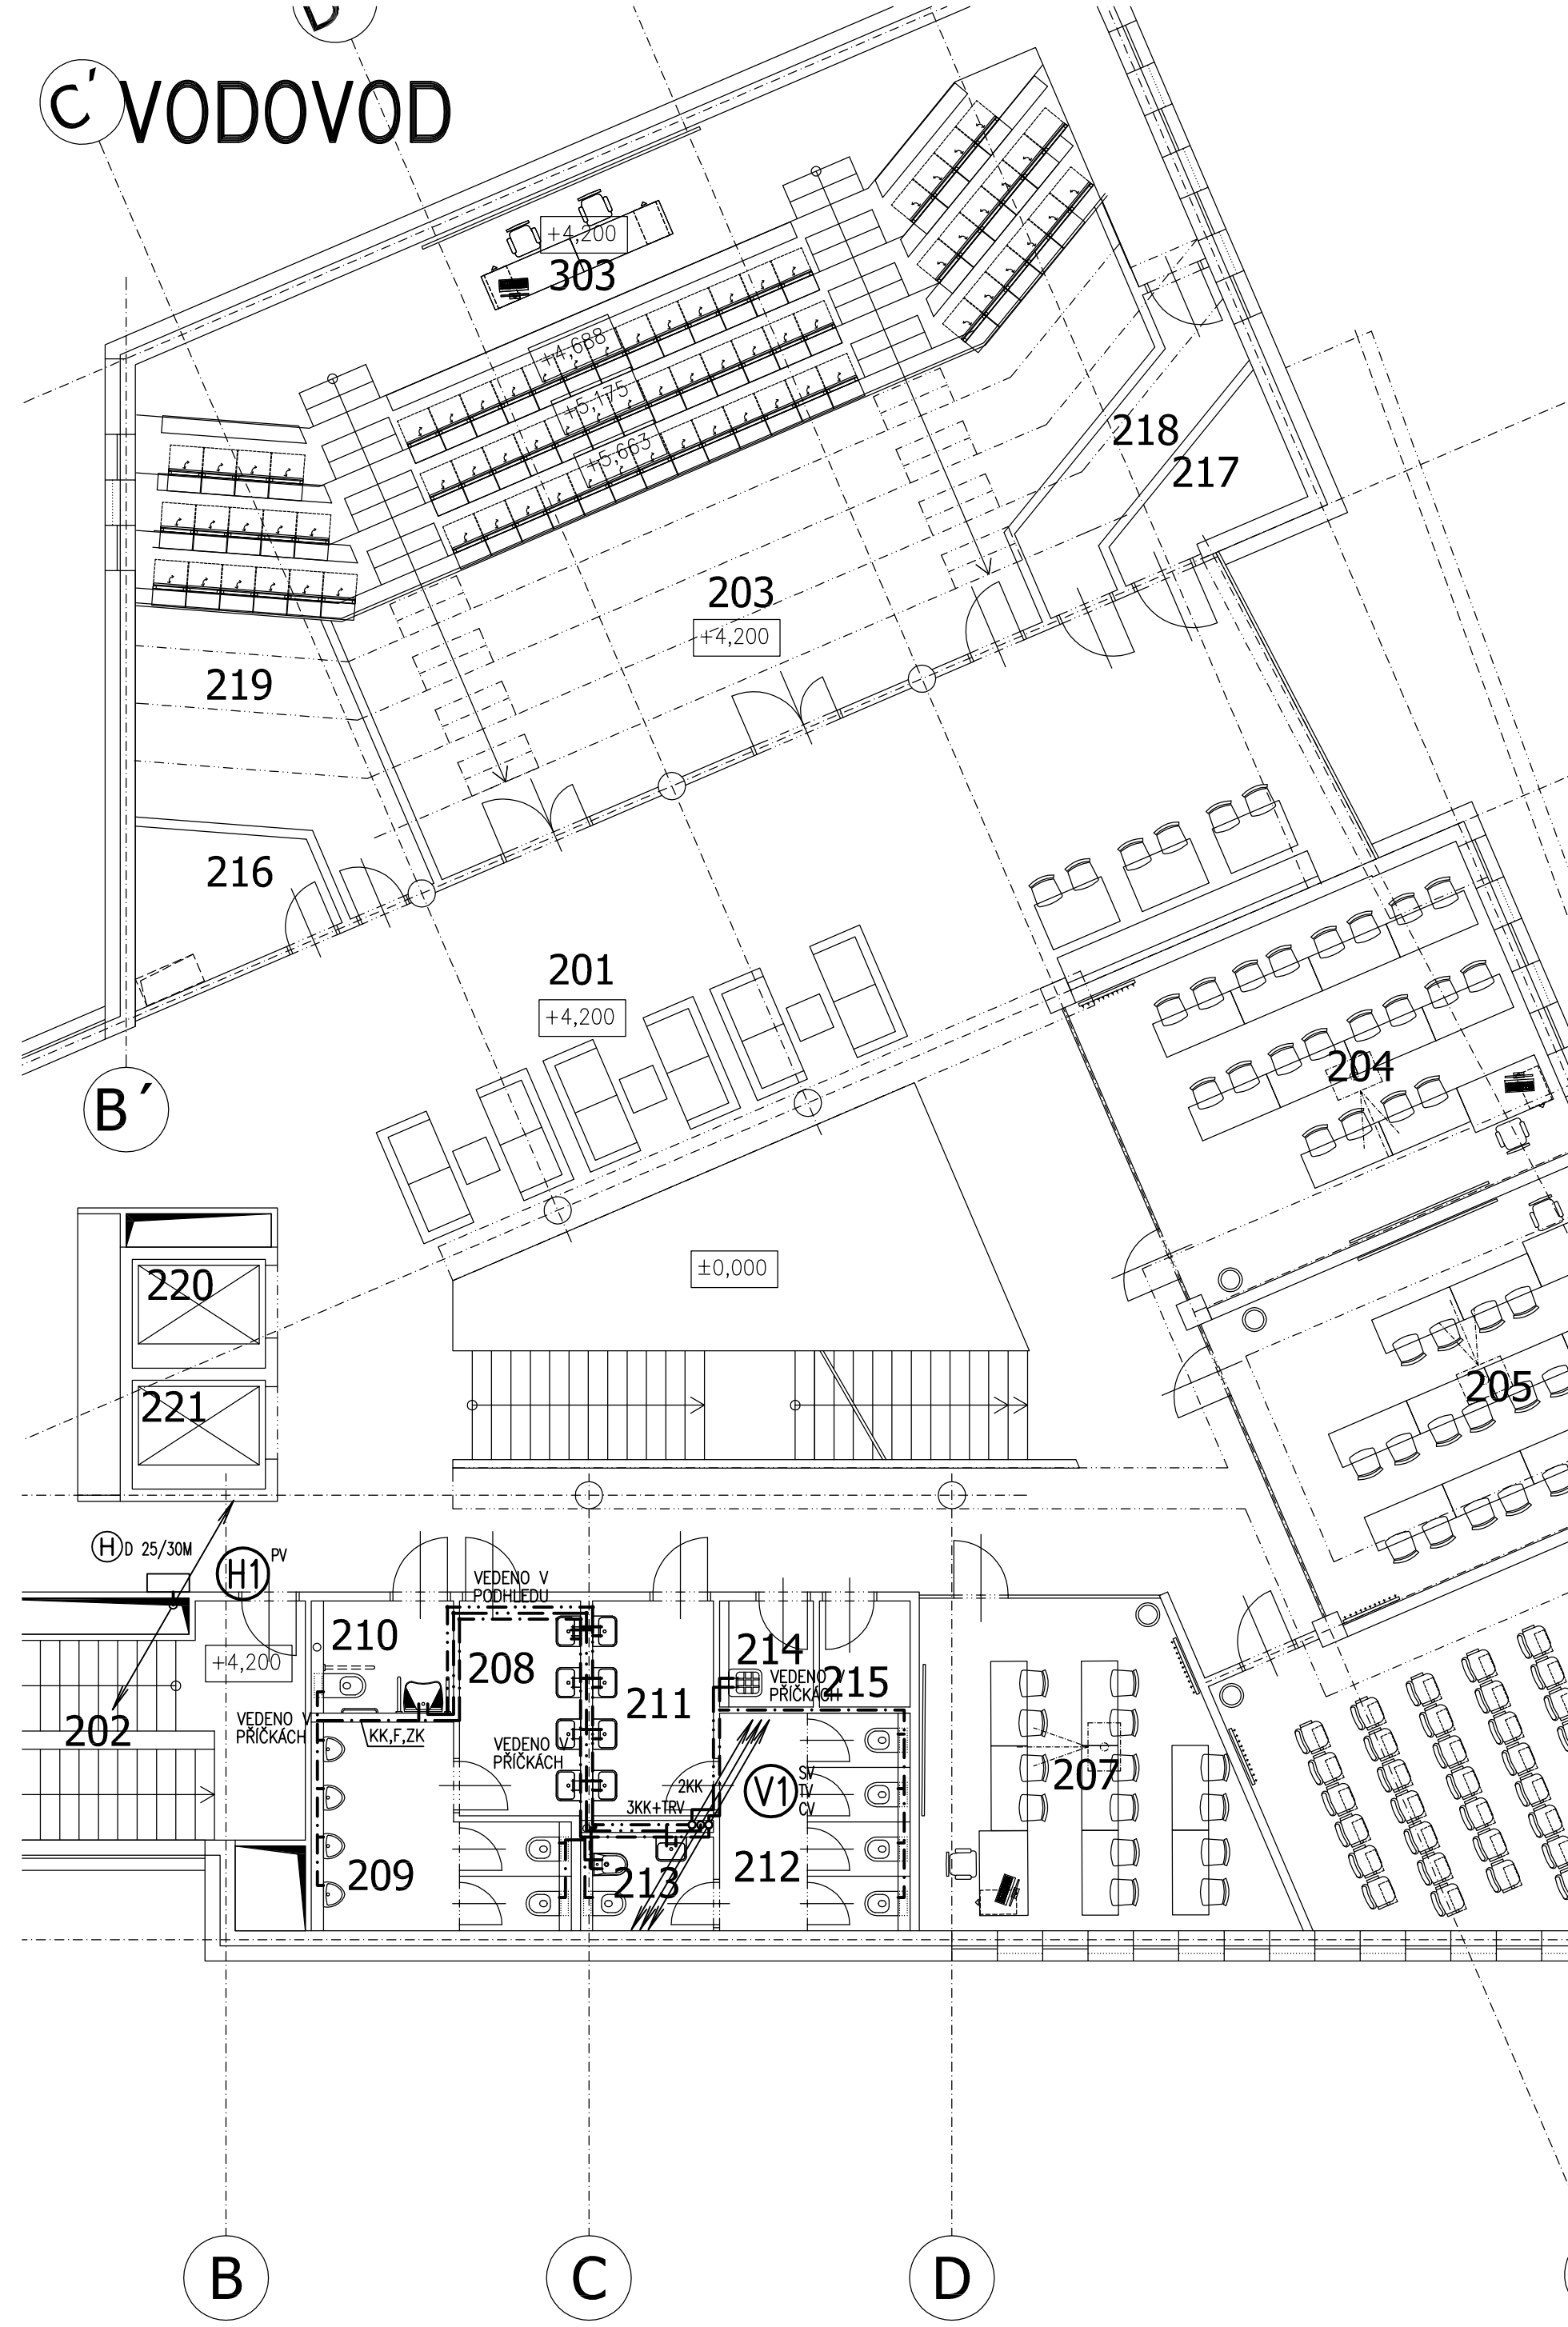 C´
VODOVOD
+4,200
303
+4,688
+5,175
+5,663
218
217
203
+4,200
219
216
201
+4,200
204
B´
±0,000
220
221
205
H D 25/30M
H1 PV
VEDENO V
PODHLEDU
210
208
214
+4,200
VEDENO V
PŘÍČKÁCH
215
211
202
VEDENO V
PŘÍČKÁCH
KK,F,ZK
VEDENO V
PŘÍČKÁCH
207
2KK
V1
SV
TV
CV
3KK+TRV
209
213
212
B
C
D